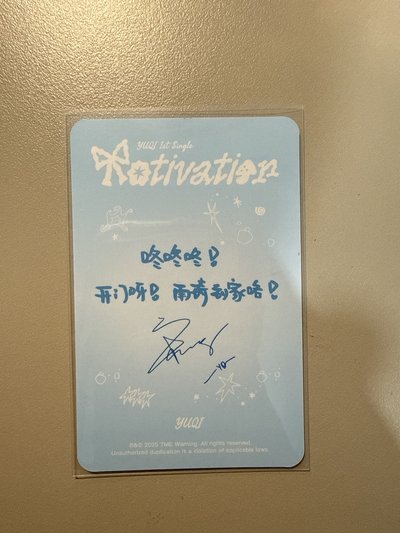 YUQI 1st Single
Motivation
咚咚咚！
开门呀！ 雨琦到家咯！
YUQI
℗&© 2025 TME. Warning. All rights reserved.
Unauthorized duplication is a violation of applicable laws.